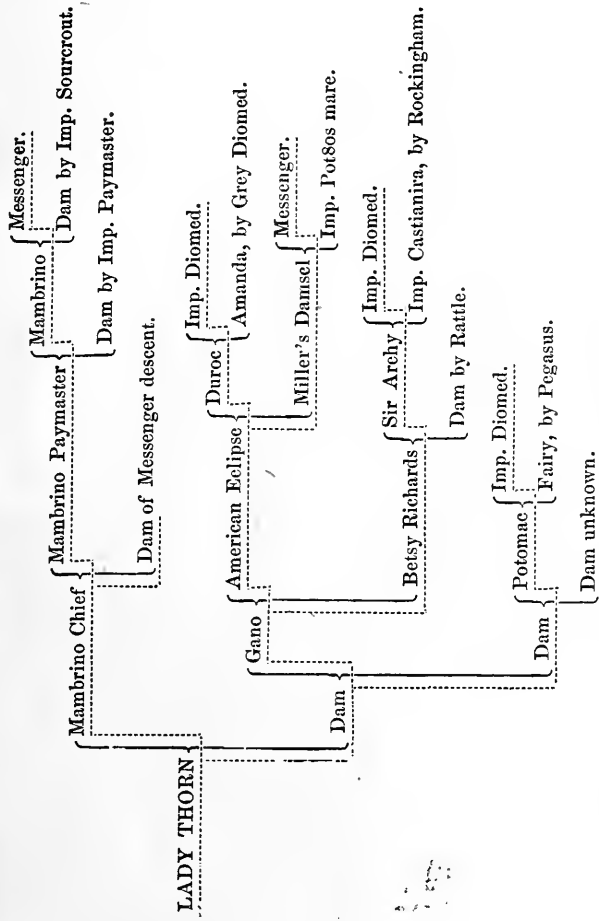 LADY THORN
Mambrino Chief
Mambrino Paymaster
Mambrino
Messenger.
Dam by Imp. Sourcrout.
Dam by Imp. Paymaster.
Dam of Messenger descent.
Dam
Gano
American Eclipse
Duroc
Imp. Diomed.
Amanda, by Grey Diomed.
Miller's Damsel
Messenger.
Imp. Pot8os mare.
Betsy Richards
Sir Archy
Imp. Diomed.
Imp. Castianira, by Rockingham.
Dam by Rattle.
Dam
Potomac
Imp. Diomed.
Fairy, by Pegasus.
Dam unknown.